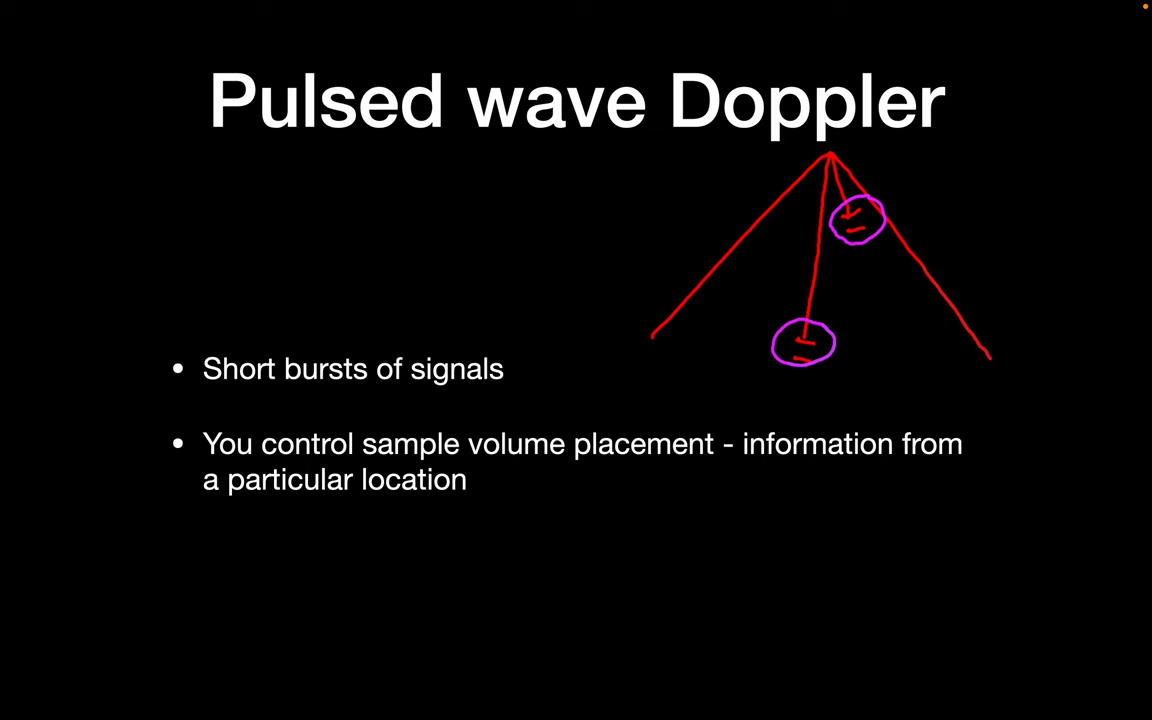 Pulsed wave Doppler
• Short bursts of signals
• You control sample volume placement - information from
a particular location